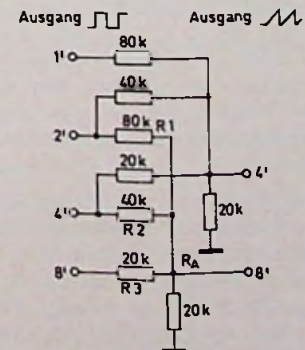 Ausgang Ausgang
80k
1'
40k
80k R1
2'
20k
4'
40k
4' 20k
R2
20k RA
8' 8'
R3
20k